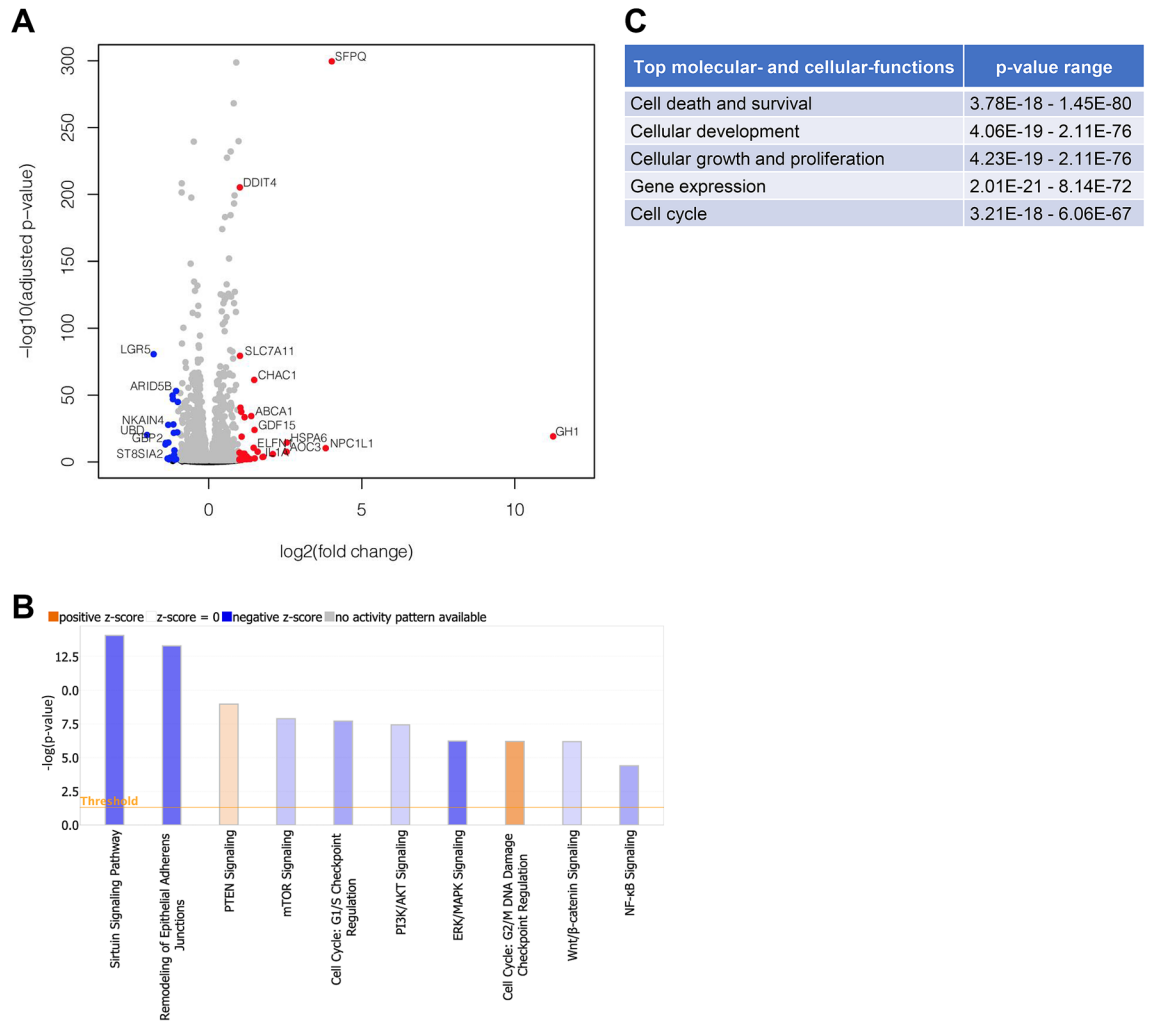 A
300
250
200
150
100
50
0
−log10(adjusted p−value)
SFPQ
DDIT4
LGR5
SLC7A11
CHAC1
ARID5B
ABCA1
NKAIN4
GDF15
UBD
GBP2
HSPA6
ELFN
NPC1L1
AOC3
GH1
ST8SIA2
IL1A
0
5
10
log2(fold change)
C
Top molecular- and cellular-functions p-value range
Cell death and survival 3.78E-18 - 1.45E-80
Cellular development 4.06E-19 - 2.11E-76
Cellular growth and proliferation 4.23E-19 - 2.11E-76
Gene expression 2.01E-21 - 8.14E-72
Cell cycle 3.21E-18 - 6.06E-67
B
positive z-score z-score = 0 negative z-score no activity pattern available
12.5
0.0
7.5
5.0
2.5
0.0
-log(p-value)
Threshold
Sirtuin Signaling Pathway
Remodeling of Epithelial Adherens
Junctions
PTEN Signaling
mTOR Signaling
Cell Cycle: G1/S Checkpoint
Regulation
PI3K/AKT Signaling
ERK/MAPK Signaling
Cell Cycle: G2/M DNA Damage
Checkpoint Regulation
Wnt/β-catenin Signaling
NF-κB Signaling